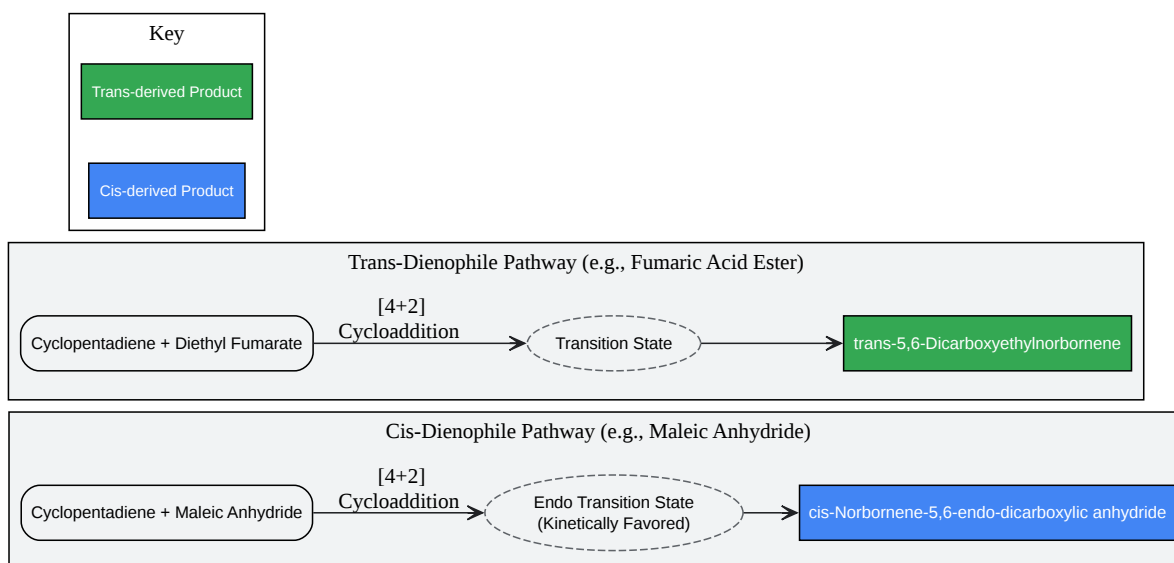 Key
Trans-derived Product
Cis-derived Product
Trans-Dienophile Pathway (e.g., Fumaric Acid Ester)
[4+2]
Cycloaddition
Cyclopentadiene + Diethyl Fumarate
Transition State
trans-5,6-Dicarboxyethylnorbornene
Cis-Dienophile Pathway (e.g., Maleic Anhydride)
[4+2]
Cycloaddition
Cyclopentadiene + Maleic Anhydride
Endo Transition State
(Kinetically Favored)
cis-Norbornene-5,6-endo-dicarboxylic anhydride